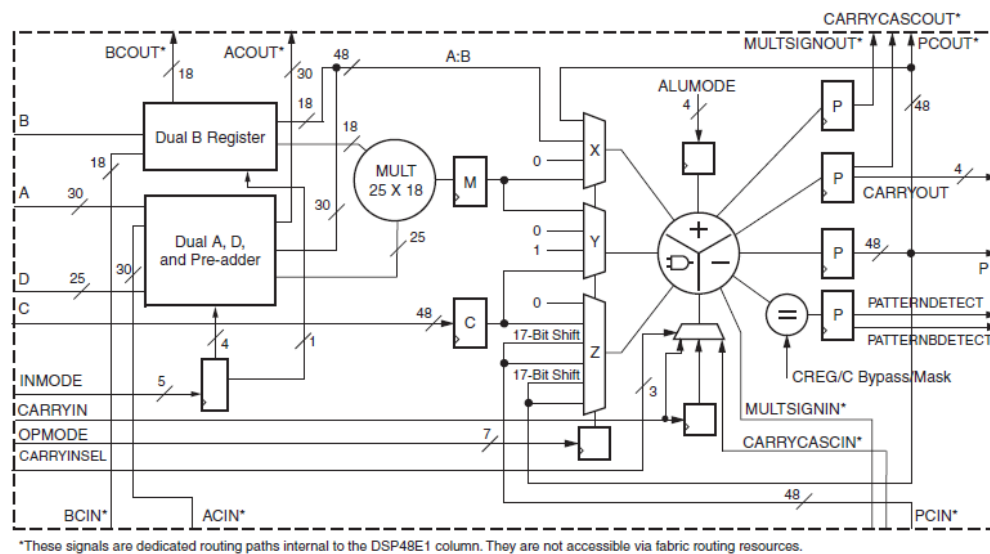 CARRYCASCOUT*
BCOUT* ACOUT* MULTSIGNOUT* PCOUT*
48 A:B
18 30
ALUMODE
18 4 48
B Dual B Register 18 P
18 0 X
MULT
25 X 18 M
A 30 P 4
CARRYOUT
30 0
Dual A, D,
and Pre-adder
25 1 Y
+
−
P 48
D 25 30 P
0
C 48 C = P PATTERNDETECT
17-Bit Shift PATTERNBDETECT
4 1 Z
INMODE 5 17-Bit Shift 3 CREG/C Bypass/Mask
CARRYIN MULTSIGNIN*
OPMODE 7
CARRYINSEL CARRYCASCIN*
48
BCIN* ACIN* PCIN*
*These signals are dedicated routing paths internal to the DSP48E1 column. They are not accessible via fabric routing resources.